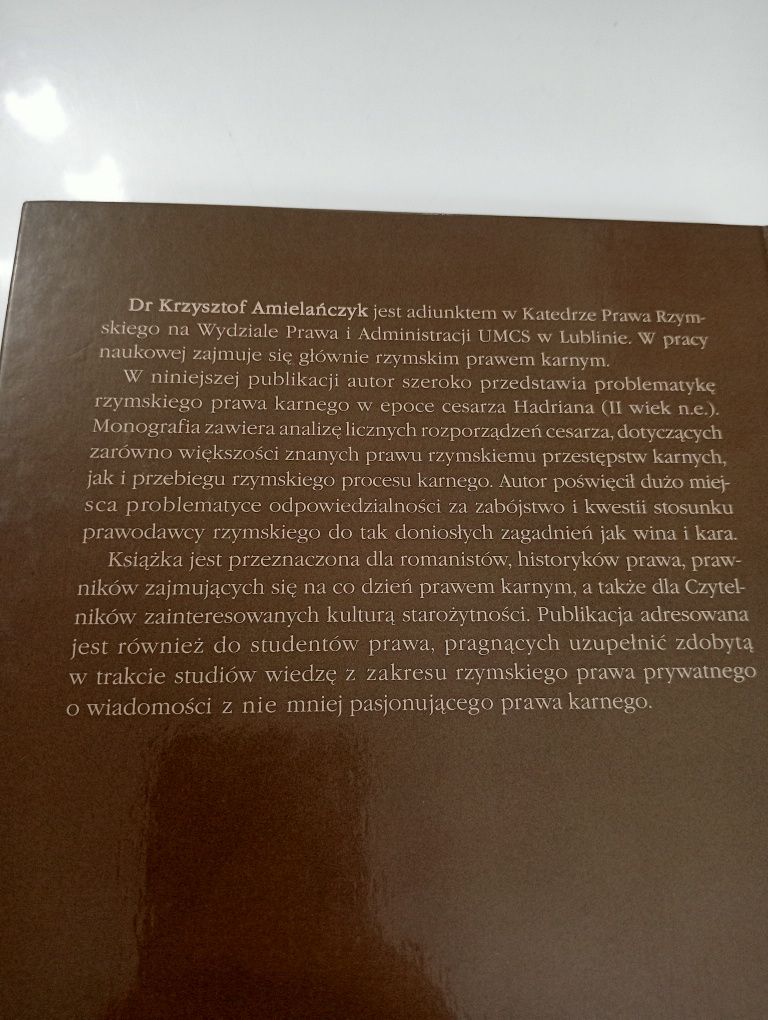 Dr Krzysztof Amielańczyk jest adiunktem w Katedrze Prawa Rzym-
skiego na Wydziale Prawa i Administracji UMCS w Lublinie. W pracy
naukowej zajmuje się głównie rzymskim prawem karnym.
W niniejszej publikacji autor szeroko przedstawia problematykę
rzymskiego prawa karnego w epoce cesarza Hadriana (II wiek n.e.).
Monografia zawiera analizę licznych rozporządzeń cesarza, dotyczących
zarówno większości znanych prawu rzymskiemu przestępstw karnych,
jak i przebiegu rzymskiego procesu karnego. Autor poświęcił dużo miej-
sca problematyce odpowiedzialności za zabójstwo i kwestii stosunku
prawodawcy rzymskiego do tak doniosłych zagadnień jak wina i kara.
Książka jest przeznaczona dla romanistów, historyków prawa, praw-
ników zajmujących się na co dzień prawem karnym, a także dla Czytel-
ników zainteresowanych kulturą starożytności. Publikacja adresowana
jest również do studentów prawa, pragnących uzupełnić zdobytą
w trakcie studiów wiedzę z zakresu rzymskiego prawa prywatnego
o wiadomości z nie mniej pasjonującego prawa karnego.